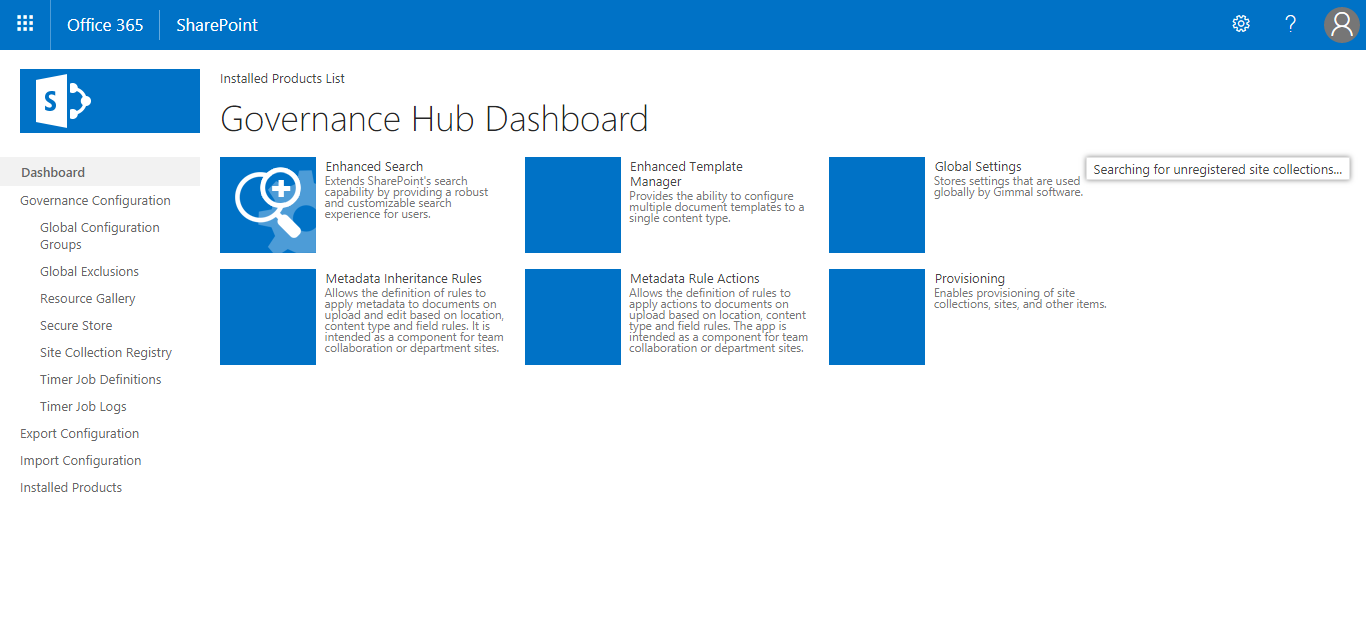 Office 365
SharePoint
?
S
Installed Products List
Governance Hub Dashboard
Dashboard
Governance Configuration
Global Configuration
Groups
Global Exclusions
Resource Gallery
Secure Store
Site Collection Registry
Timer Job Definitions
Timer Job Logs
Export Configuration
Import Configuration
Installed Products
Enhanced Search
Extends SharePoint's search
capability by providing a robust
and customizable search
experience for users.
Enhanced Template
Manager
Provides the ability to configure
multiple document templates to a
single content type.
Global Settings
Stores settings that are used
globally by Gimmal software.
Searching for unregistered site collections...
Metadata Inheritance Rules
Allows the definition of rules to
apply metadata to documents on
upload and edit based on location,
content type and field rules. It is
intended as a component for team
collaboration or department sites.
Metadata Rule Actions
Allows the definition of rules to
apply actions to documents on
upload based on location, content
type and field rules. The app is
intended as a component for team
collaboration or department sites.
Provisioning
Enables provisioning of site
collections, sites, and other items.